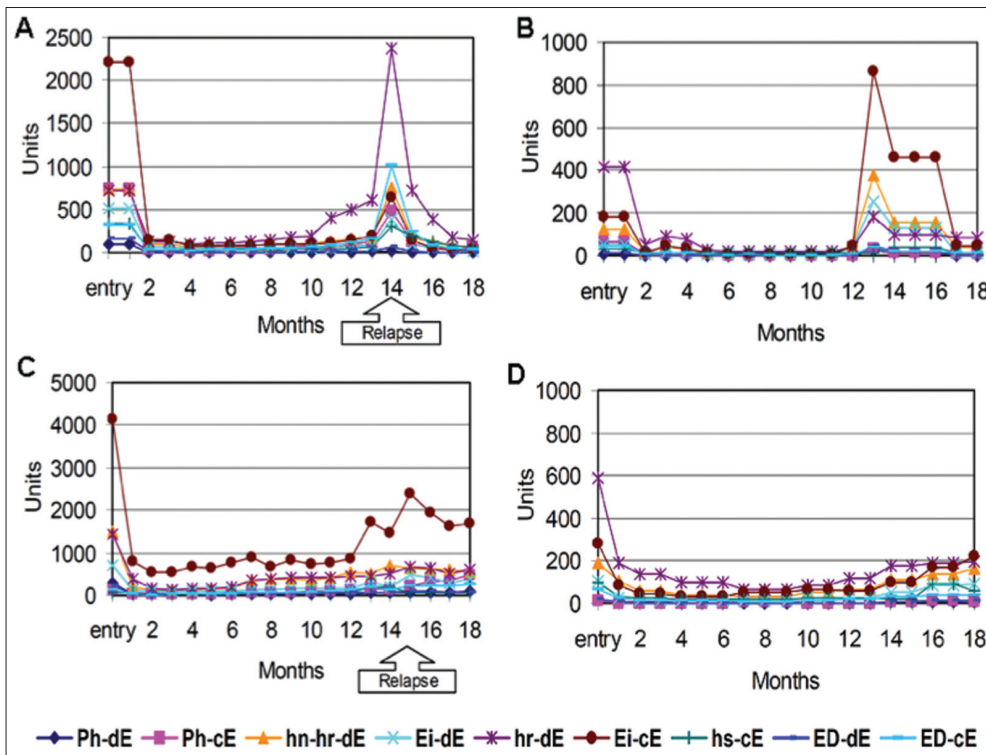 A
2500
2000
1500
1000
500
0
Units
entry 2 4 6 8 10 12 14 16 18
Months
Relapse
B
1000
800
600
400
200
0
Units
entry 2 4 6 8 10 12 14 16 18
Months
C
5000
4000
3000
2000
1000
0
Units
entry 2 4 6 8 10 12 14 16 18
Months
Relapse
D
1000
800
600
400
200
0
Units
entry 2 4 6 8 10 12 14 16 18
Months
Ph-dE Ph-cE hn-hr-dE Ei-dE hr-dE Ei-cE hs-cE ED-dE ED-cE